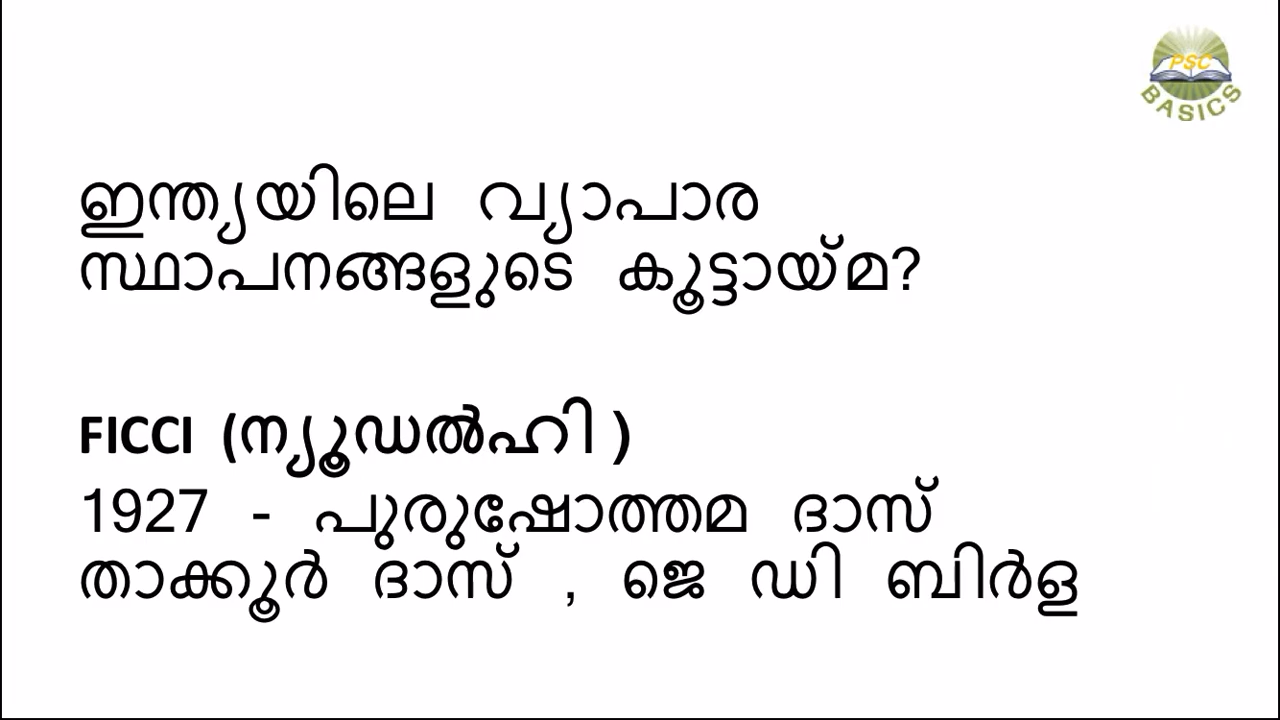 PSC
BASICS
ഇന്ത്യയിലെ വ്യാപാര
സ്ഥാപനങ്ങളുടെ കൂട്ടായ്മ?
FICCI (ന്യൂഡൽഹി )
1927 - പുരുഷോത്തമ ദാസ്
താക്കൂർ ദാസ് , ജെ ഡി ബിർള